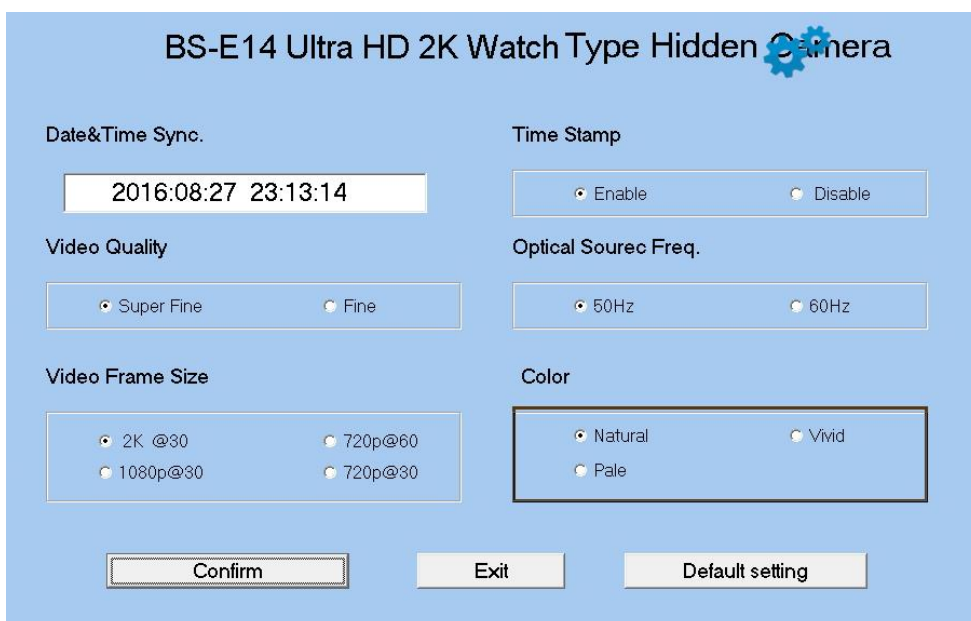 BS-E14 Ultra HD 2K Watch Type Hidden Camera
Date&Time Sync.
2016:08:27 23:13:14
Time Stamp
Enable Disable
Video Quality
Super Fine Fine
Optical Sourec Freq.
50Hz 60Hz
Video Frame Size
2K @30 720p@60
1080p@30 720p@30
Color
Natural Vivid
Pale
Confirm Exit Default setting